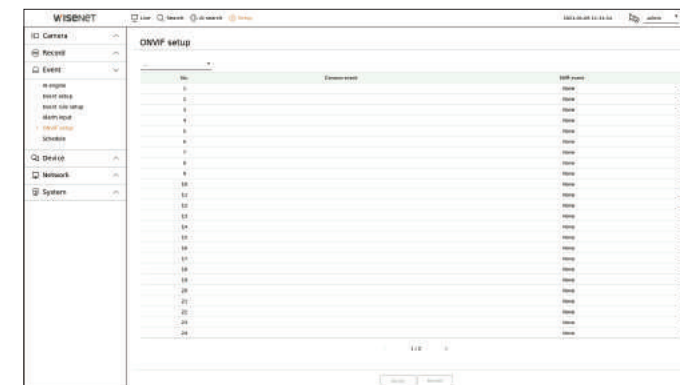 WISENET
Live Search AI search Setup
admin
Camera
Record
Event
AI engine
Event setup
Event rule setup
Alarm input
ONVIF setup
Schedule
Device
Network
System
ONVIF setup
No. Camera event NVR event
1 None
2 None
3 None
4 None
5 None
6 None
7 None
8 None
9 None
10 None
11 None
12 None
13 None
14 None
15 None
16 None
17 None
18 None
19 None
20 None
21 None
22 None
23 None
24 None